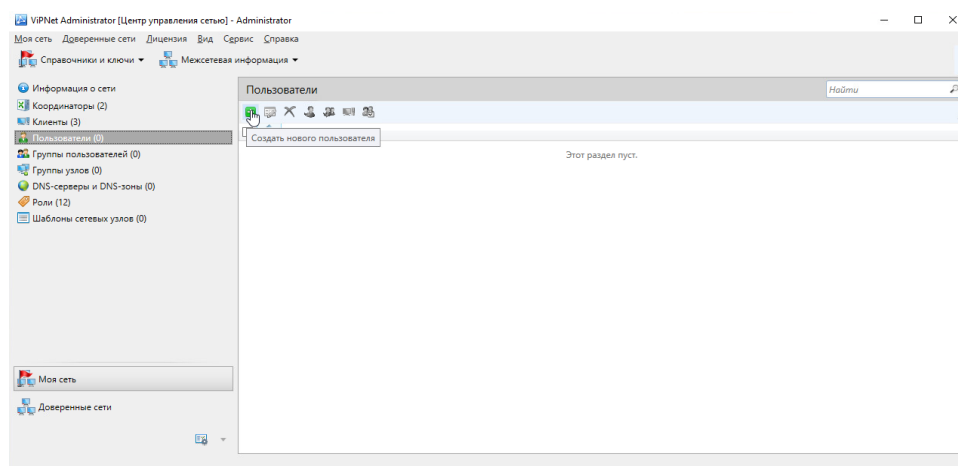 ViPNet Administrator [Центр управления сетью] - Administrator
Моя сеть Доверенные сети Лицензия Вид Сервис Справка
Справочники и ключи Межсетевая информация
Информация о сети
Координаторы (2)
Клиенты (3)
Пользователи (0)
Группы пользователей (0)
Группы узлов (0)
DNS-серверы и DNS-зоны (0)
Роли (12)
Шаблоны сетевых узлов (0)
Моя сеть
Доверенные сети
Пользователи
Найти
Создать нового пользователя
Этот раздел пуст.